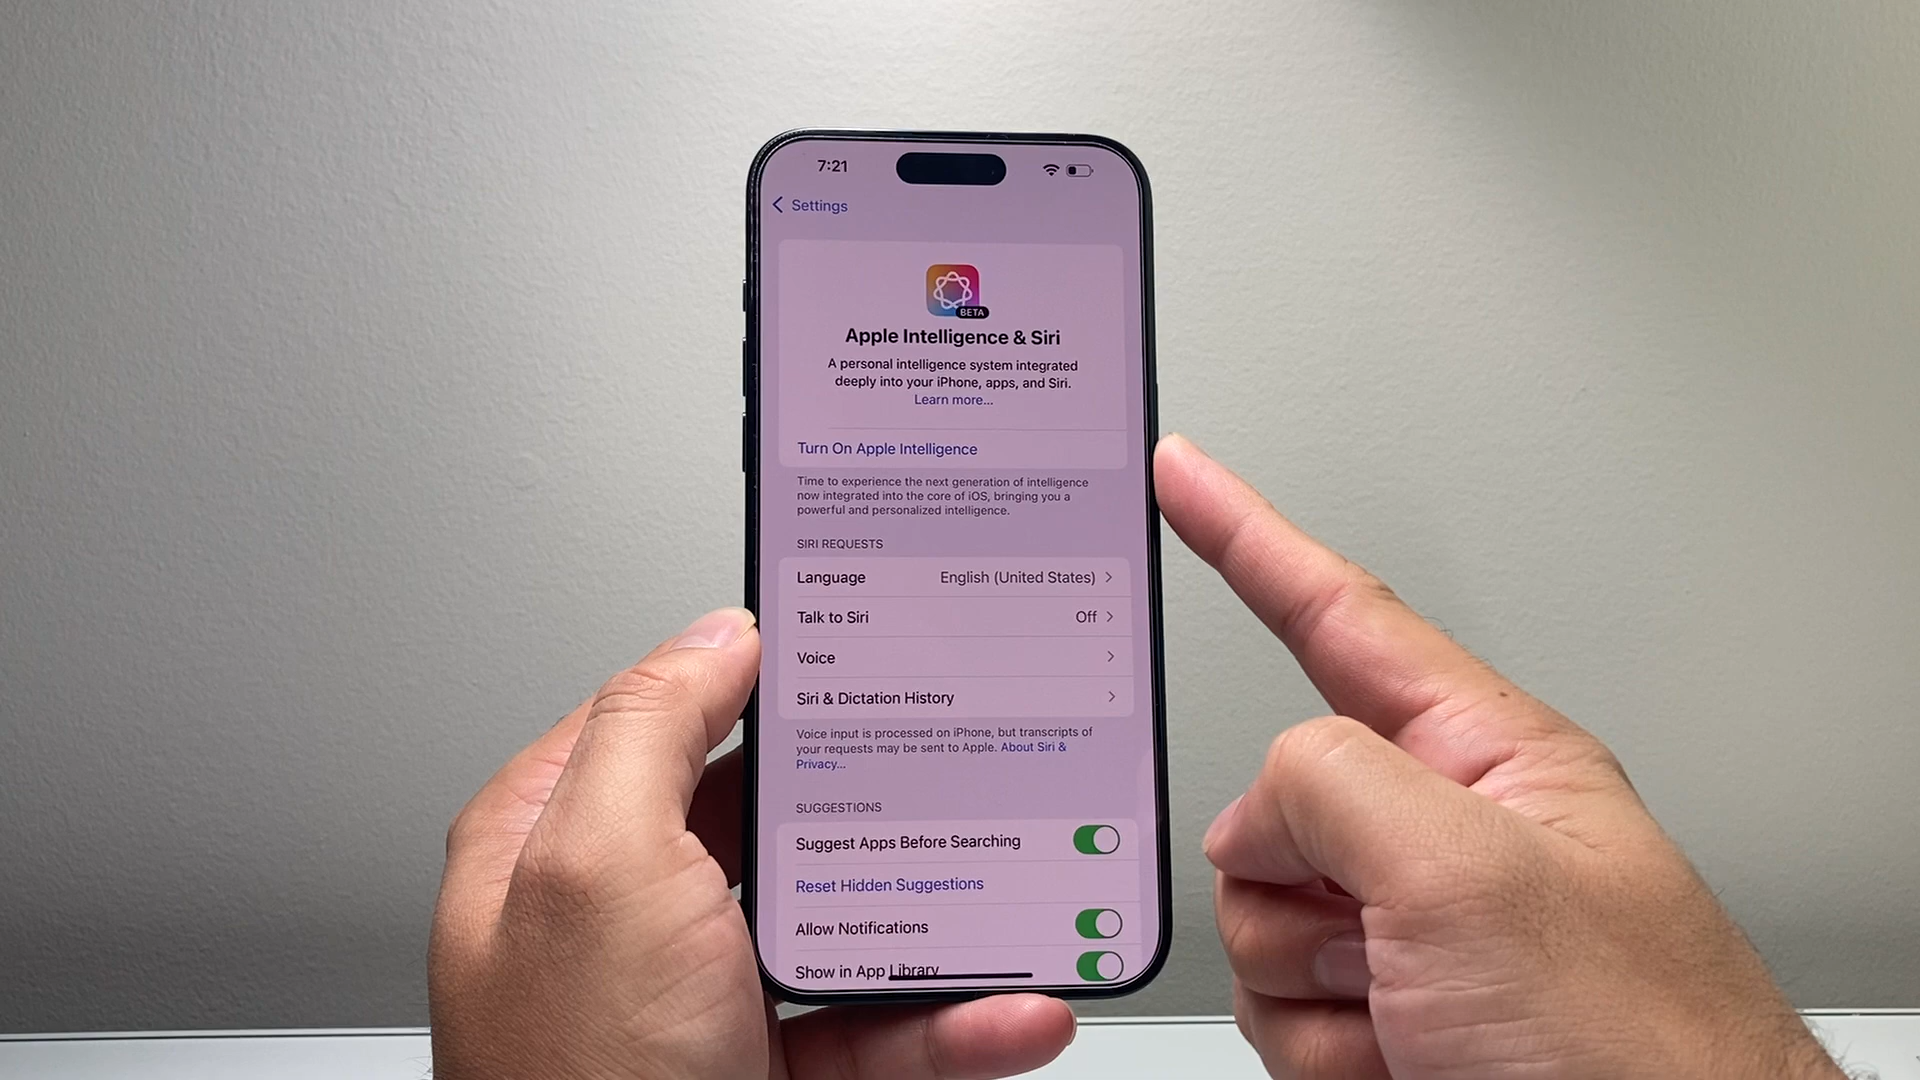 7:21
Settings
BETA
Apple Intelligence & Siri
A personal intelligence system integrated
deeply into your iPhone, apps, and Siri.
Learn more...
Turn On Apple Intelligence
Time to experience the next generation of intelligence
now integrated into the core of iOS, bringing you a
powerful and personalized intelligence.
SIRI REQUESTS
Language English (United States)
Talk to Siri Off
Voice
Siri & Dictation History
Voice input is processed on iPhone, but transcripts of
your requests may be sent to Apple. About Siri &
Privacy...
SUGGESTIONS
Suggest Apps Before Searching
Reset Hidden Suggestions
Allow Notifications
Show in App Library